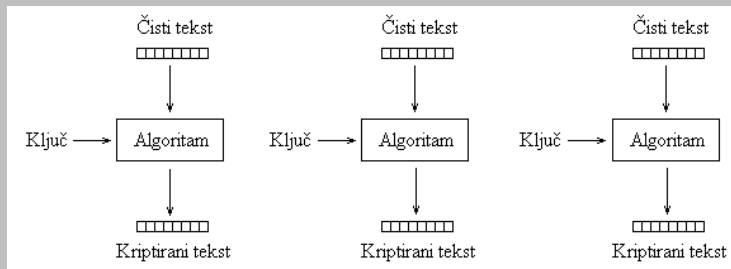 Čisti tekst Čisti tekst Čisti tekst
Ključ Algoritam Ključ Algoritam Ključ Algoritam
Kriptirani tekst Kriptirani tekst Kriptirani tekst